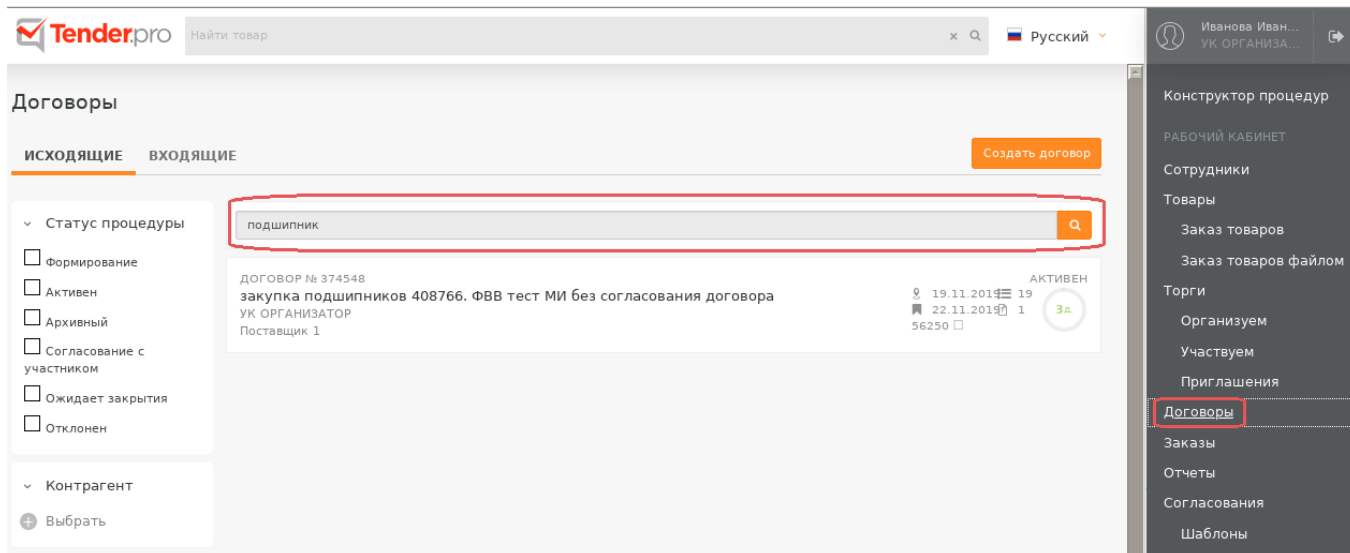 Tender.pro
Найти товар
Русский
Иванова Иван...
УК ОРГАНИЗА...
Договоры
ИСХОДЯЩИЕ ВХОДЯЩИЕ
Создать договор
Статус процедуры
Формирование
Активен
Архивный
Согласование с
участником
Ожидает закрытия
Отклонен
Контрагент
Выбрать
подшипник
ДОГОВОР № 374548
АКТИВЕН
закупка подшипников 408766. ФВВ тест МИ без согласования договора
УК ОРГАНИЗАТОР
Поставщик 1
19.11.2019 19
22.11.2019 1
56250
3д.
Конструктор процедур
РАБОЧИЙ КАБИНЕТ
Сотрудники
Товары
Заказ товаров
Заказ товаров файлом
Торги
Организуем
Участвуем
Приглашения
Договоры
Заказы
Отчеты
Согласования
Шаблоны